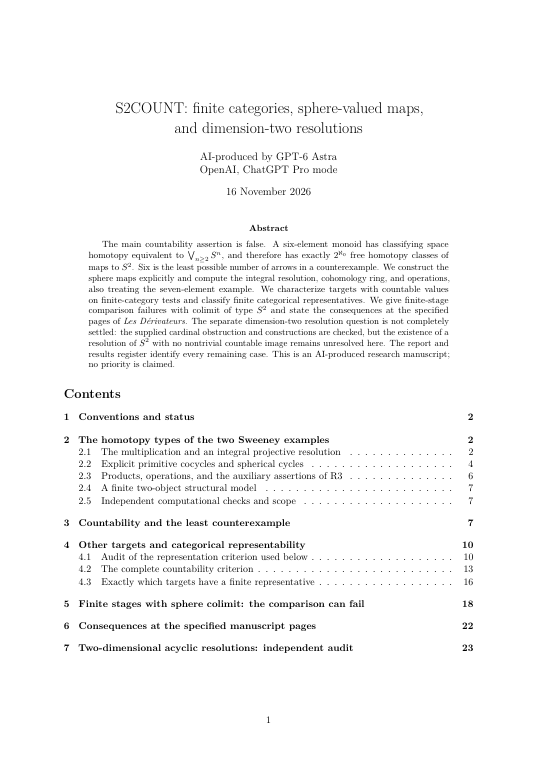 S2COUNT: finite categories, sphere-valued maps,
and dimension-two resolutions
AI-produced by GPT-6 Astra
OpenAI, ChatGPT Pro mode
16 November 2026
Abstract
The main countability assertion is false. A six-element monoid has classifying space
homotopy equivalent to ⋁ₙ≥₂ Sⁿ, and therefore has exactly 2^ℵ₀ free homotopy classes of
maps to S². Six is the least possible number of arrows in a counterexample. We construct the
sphere maps explicitly and compute the integral resolution, cohomology ring, and operations,
also treating the seven-element example. We characterize targets with countable values
on finite-category tests and classify finite categorical representatives. We give finite-stage
comparison failures with colimit of type S² and state the consequences at the specified
pages of Les Dérivateurs. The separate dimension-two resolution question is not completely
settled: the supplied cardinal obstruction and constructions are checked, but the existence of a
resolution of S² with no nontrivial countable image remains unresolved here. The report and
results register identify every remaining case. This is an AI-produced research manuscript;
no priority is claimed.
Contents
1 Conventions and status 2
2 The homotopy types of the two Sweeney examples 2
2.1 The multiplication and an integral projective resolution . . . . . . . . . . . . . . 2
2.2 Explicit primitive cocycles and spherical cycles . . . . . . . . . . . . . . . . . . . 4
2.3 Products, operations, and the auxiliary assertions of R3 . . . . . . . . . . . . . . 6
2.4 A finite two-object structural model . . . . . . . . . . . . . . . . . . . . . . . . . 7
2.5 Independent computational checks and scope . . . . . . . . . . . . . . . . . . . . 7
3 Countability and the least counterexample 7
4 Other targets and categorical representability 10
4.1 Audit of the representation criterion used below . . . . . . . . . . . . . . . . . . . 10
4.2 The complete countability criterion . . . . . . . . . . . . . . . . . . . . . . . . . . 13
4.3 Exactly which targets have a finite representative . . . . . . . . . . . . . . . . . . 16
5 Finite stages with sphere colimit: the comparison can fail 18
6 Consequences at the specified manuscript pages 22
7 Two-dimensional acyclic resolutions: independent audit 23
1